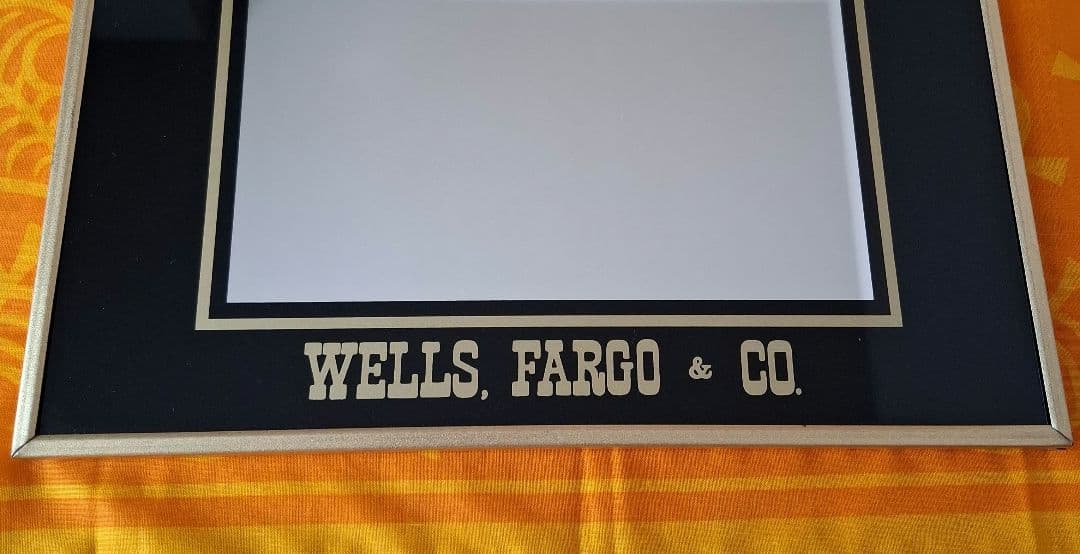 WELLS, FARGO & CO.